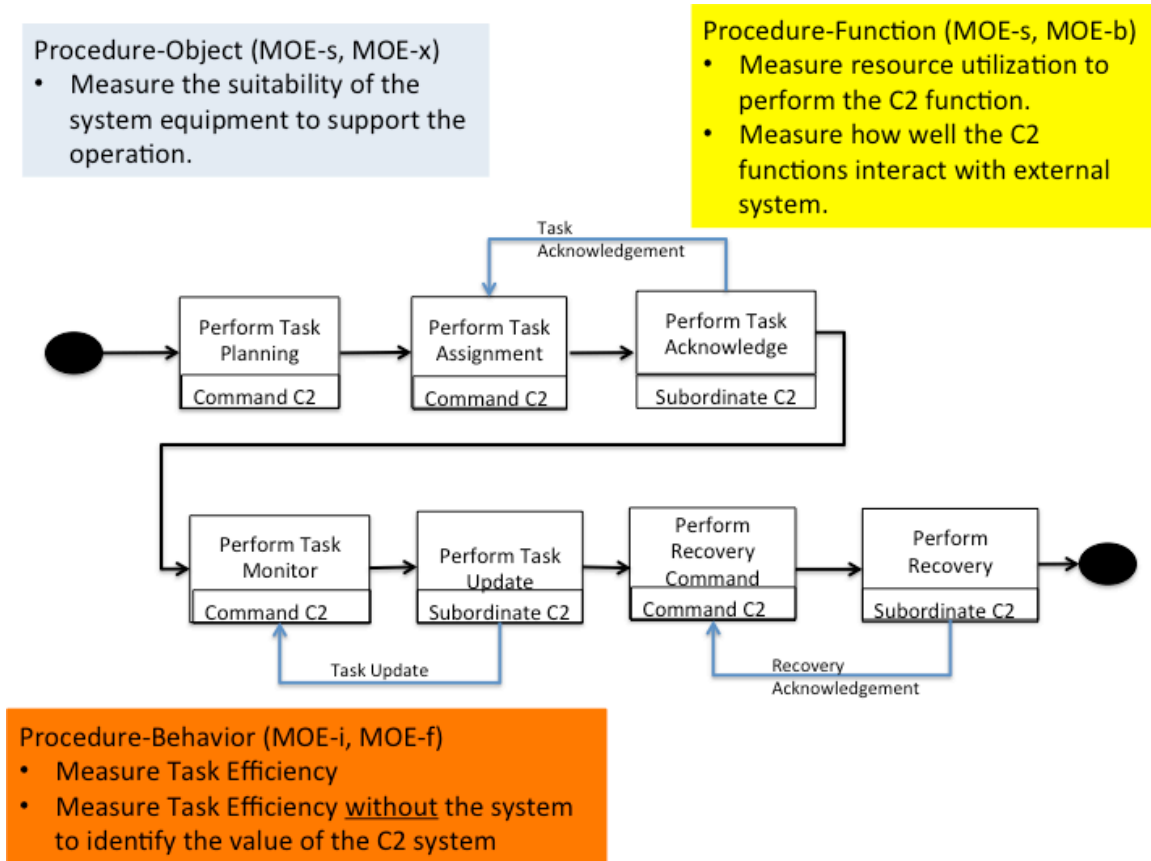 Procedure-Object (MOE-s, MOE-x)
• Measure the suitability of the
system equipment to support the
operation.
Procedure-Function (MOE-s, MOE-b)
• Measure resource utilization to
perform the C2 function.
• Measure how well the C2
functions interact with external
system.
Task
Acknowledgement
Perform Task
Planning
Command C2
Perform Task
Assignment
Command C2
Perform Task
Acknowledge
Subordinate C2
Perform Task
Monitor
Command C2
Perform Task
Update
Subordinate C2
Perform
Recovery
Command
Command C2
Perform
Recovery
Subordinate C2
Task Update
Recovery
Acknowledgement
Procedure-Behavior (MOE-i, MOE-f)
• Measure Task Efficiency
• Measure Task Efficiency without the system
to identify the value of the C2 system